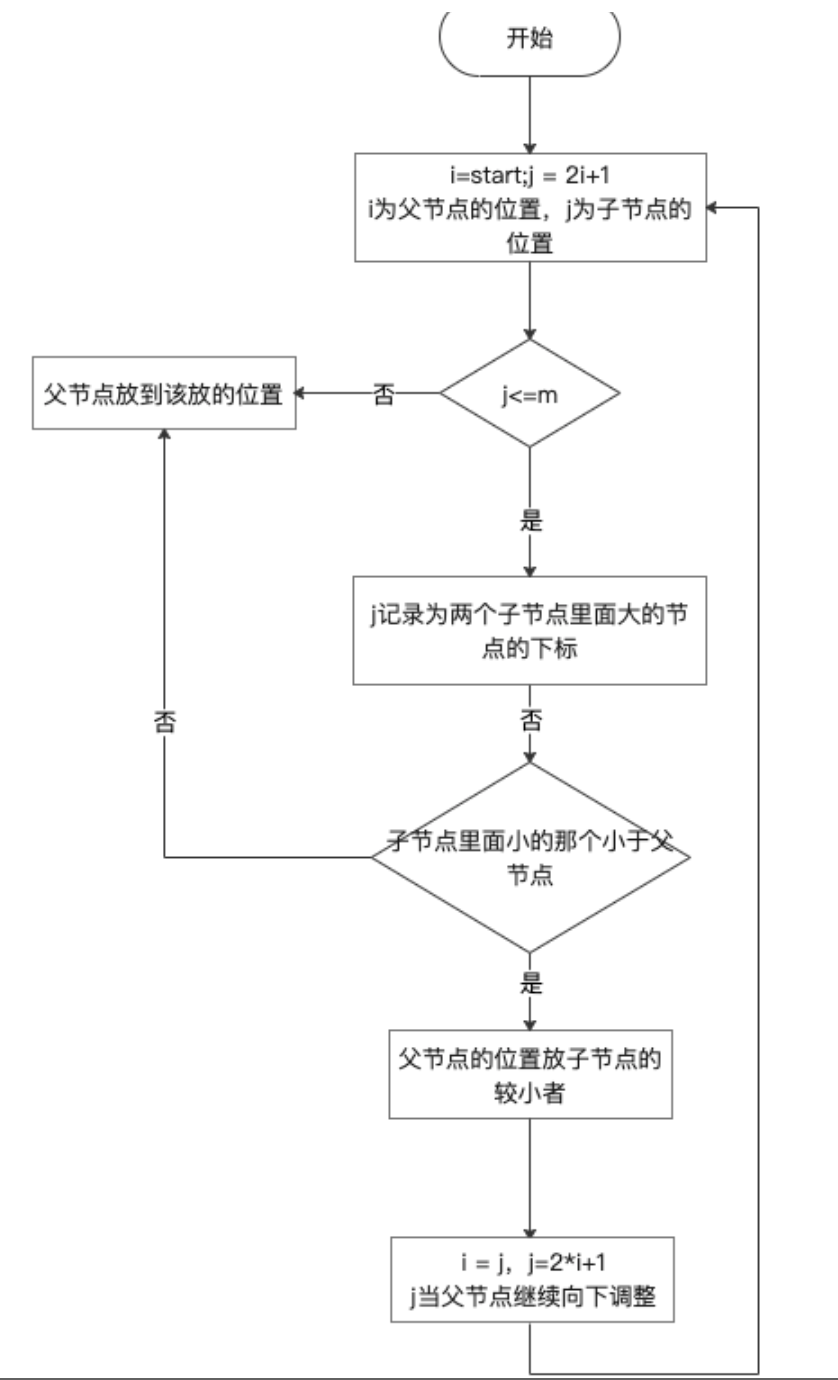 开始
i=start;j = 2i+1
i为父节点的位置，j为子节点的
位置
父节点放到该放的位置
否
j<=m
是
j记录为两个子节点里面大的节
点的下标
否
否
子节点里面小的那个小于父
节点
是
父节点的位置放子节点的
较小者
i = j，j=2*i+1
j当父节点继续向下调整